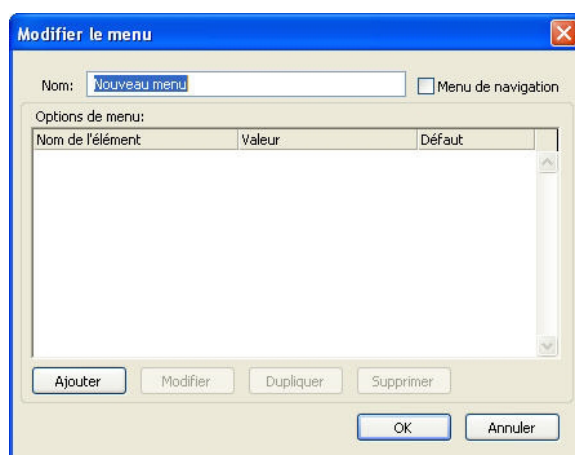 Modifier le menu
Nom: Nouveau menu Menu de navigation
Options de menu:
Nom de l'élément Valeur Défaut
Ajouter Modifier Dupliquer Supprimer
OK Annuler